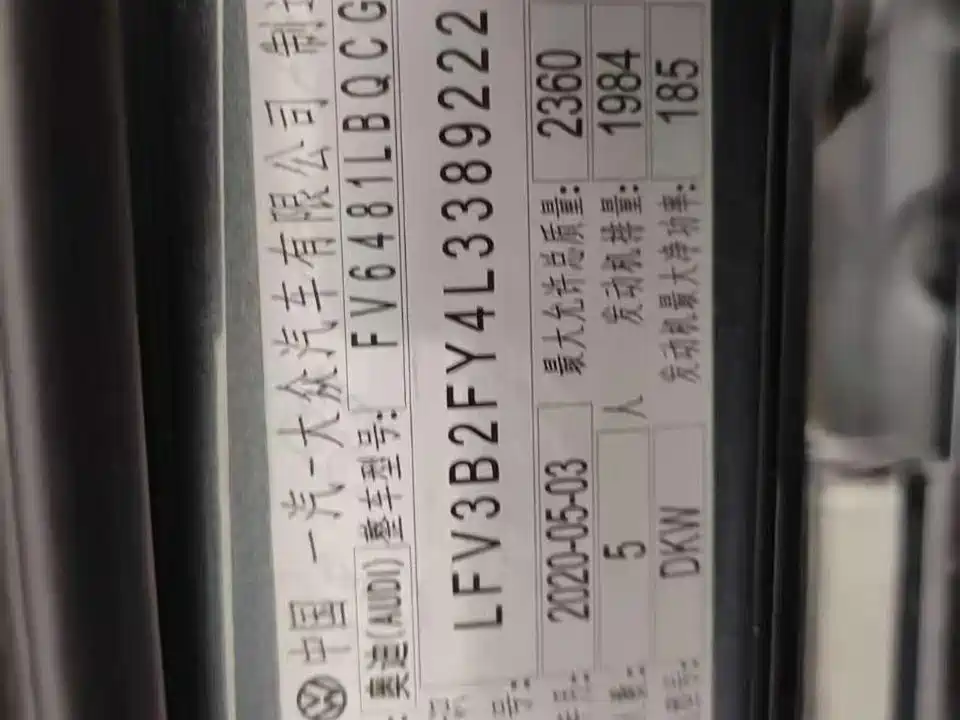 中国 一汽-大众汽车有限公司 制造
奥迪(AUDI) 整车型号: FV6481LBQCG
号: LFV3B2FY4L3389222
2020-05-03 最大允许总质量: 2360
5 人 发动机排量: 1984
DKW 发动机最大净功率: 185